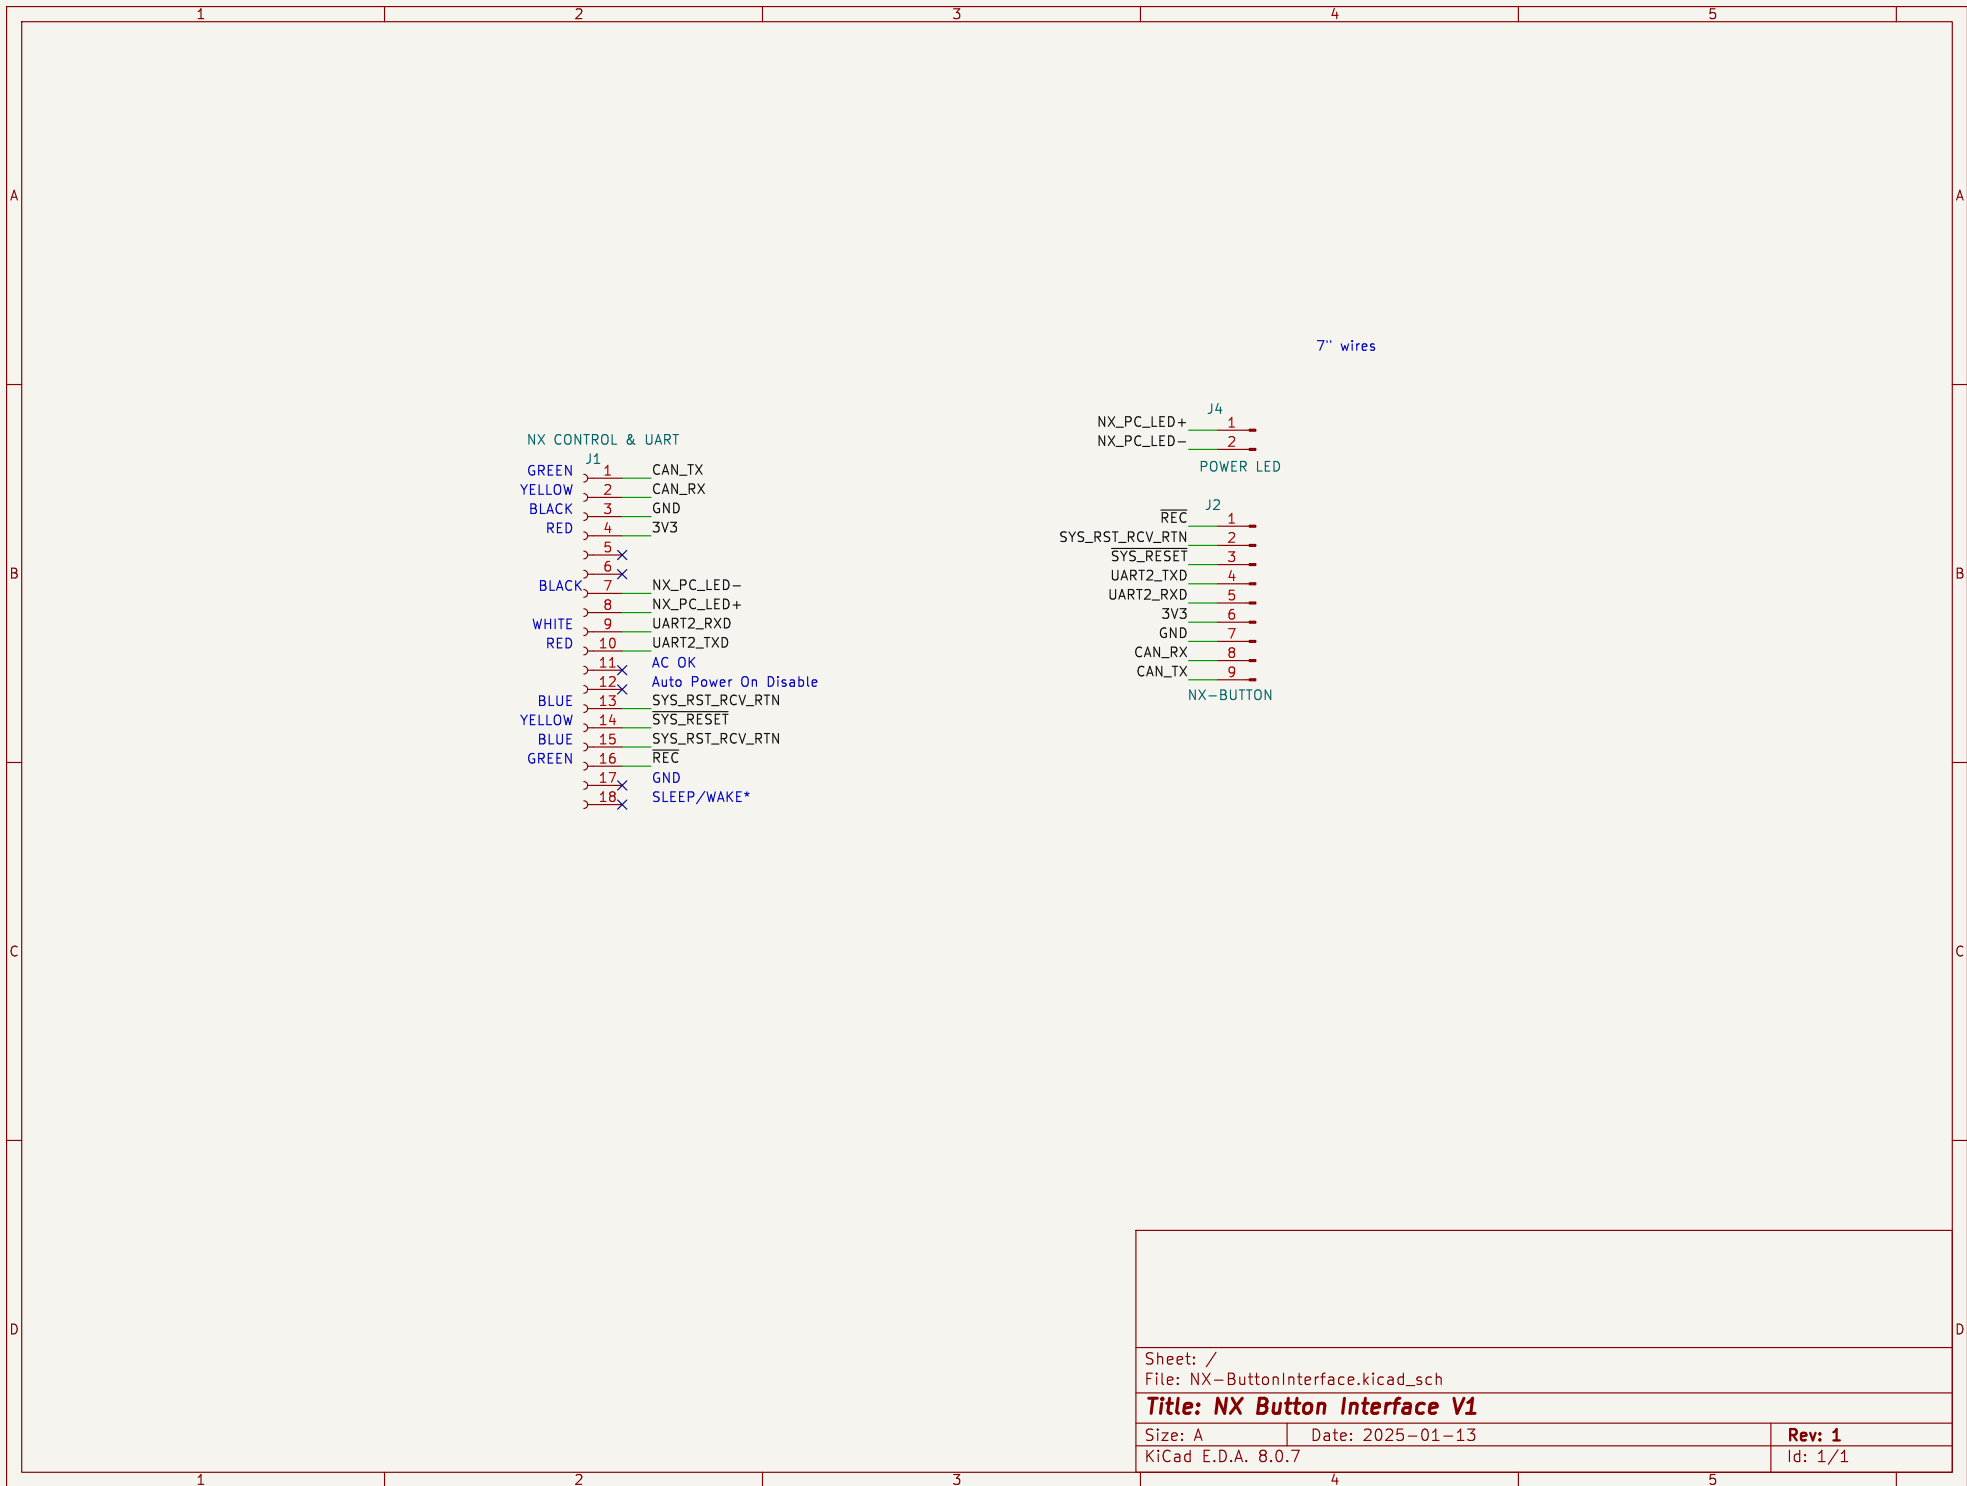 1 2 3 4 5
A A
7" wires
J4
NX_PC_LED+ 1
NX_PC_LED- 2
POWER LED
NX CONTROL & UART
J1
GREEN 1 CAN_TX
YELLOW 2 CAN_RX
BLACK 3 GND
RED 4 3V3
5
6
BLACK 7 NX_PC_LED-
8 NX_PC_LED+
WHITE 9 UART2_RXD
RED 10 UART2_TXD
11 AC OK
12 Auto Power On Disable
BLUE 13 SYS_RST_RCV_RTN
YELLOW 14 SYS_RESET
BLUE 15 SYS_RST_RCV_RTN
GREEN 16 REC
17 GND
18 SLEEP/WAKE*
J2
REC 1
SYS_RST_RCV_RTN 2
SYS_RESET 3
UART2_TXD 4
UART2_RXD 5
3V3 6
GND 7
CAN_RX 8
CAN_TX 9
NX-BUTTON
B B
C C
D D
Sheet: /
File: NX-ButtonInterface.kicad_sch
Title: NX Button Interface V1
Size: A Date: 2025-01-13 Rev: 1
KiCad E.D.A. 8.0.7 Id: 1/1
1 2 3 4 5